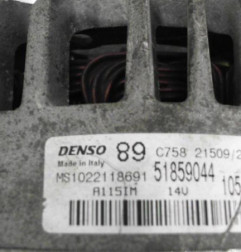 DENSO 89 C758 21509/2
Made in Italy
MS1022118691 51859044
A115IM 14V 105